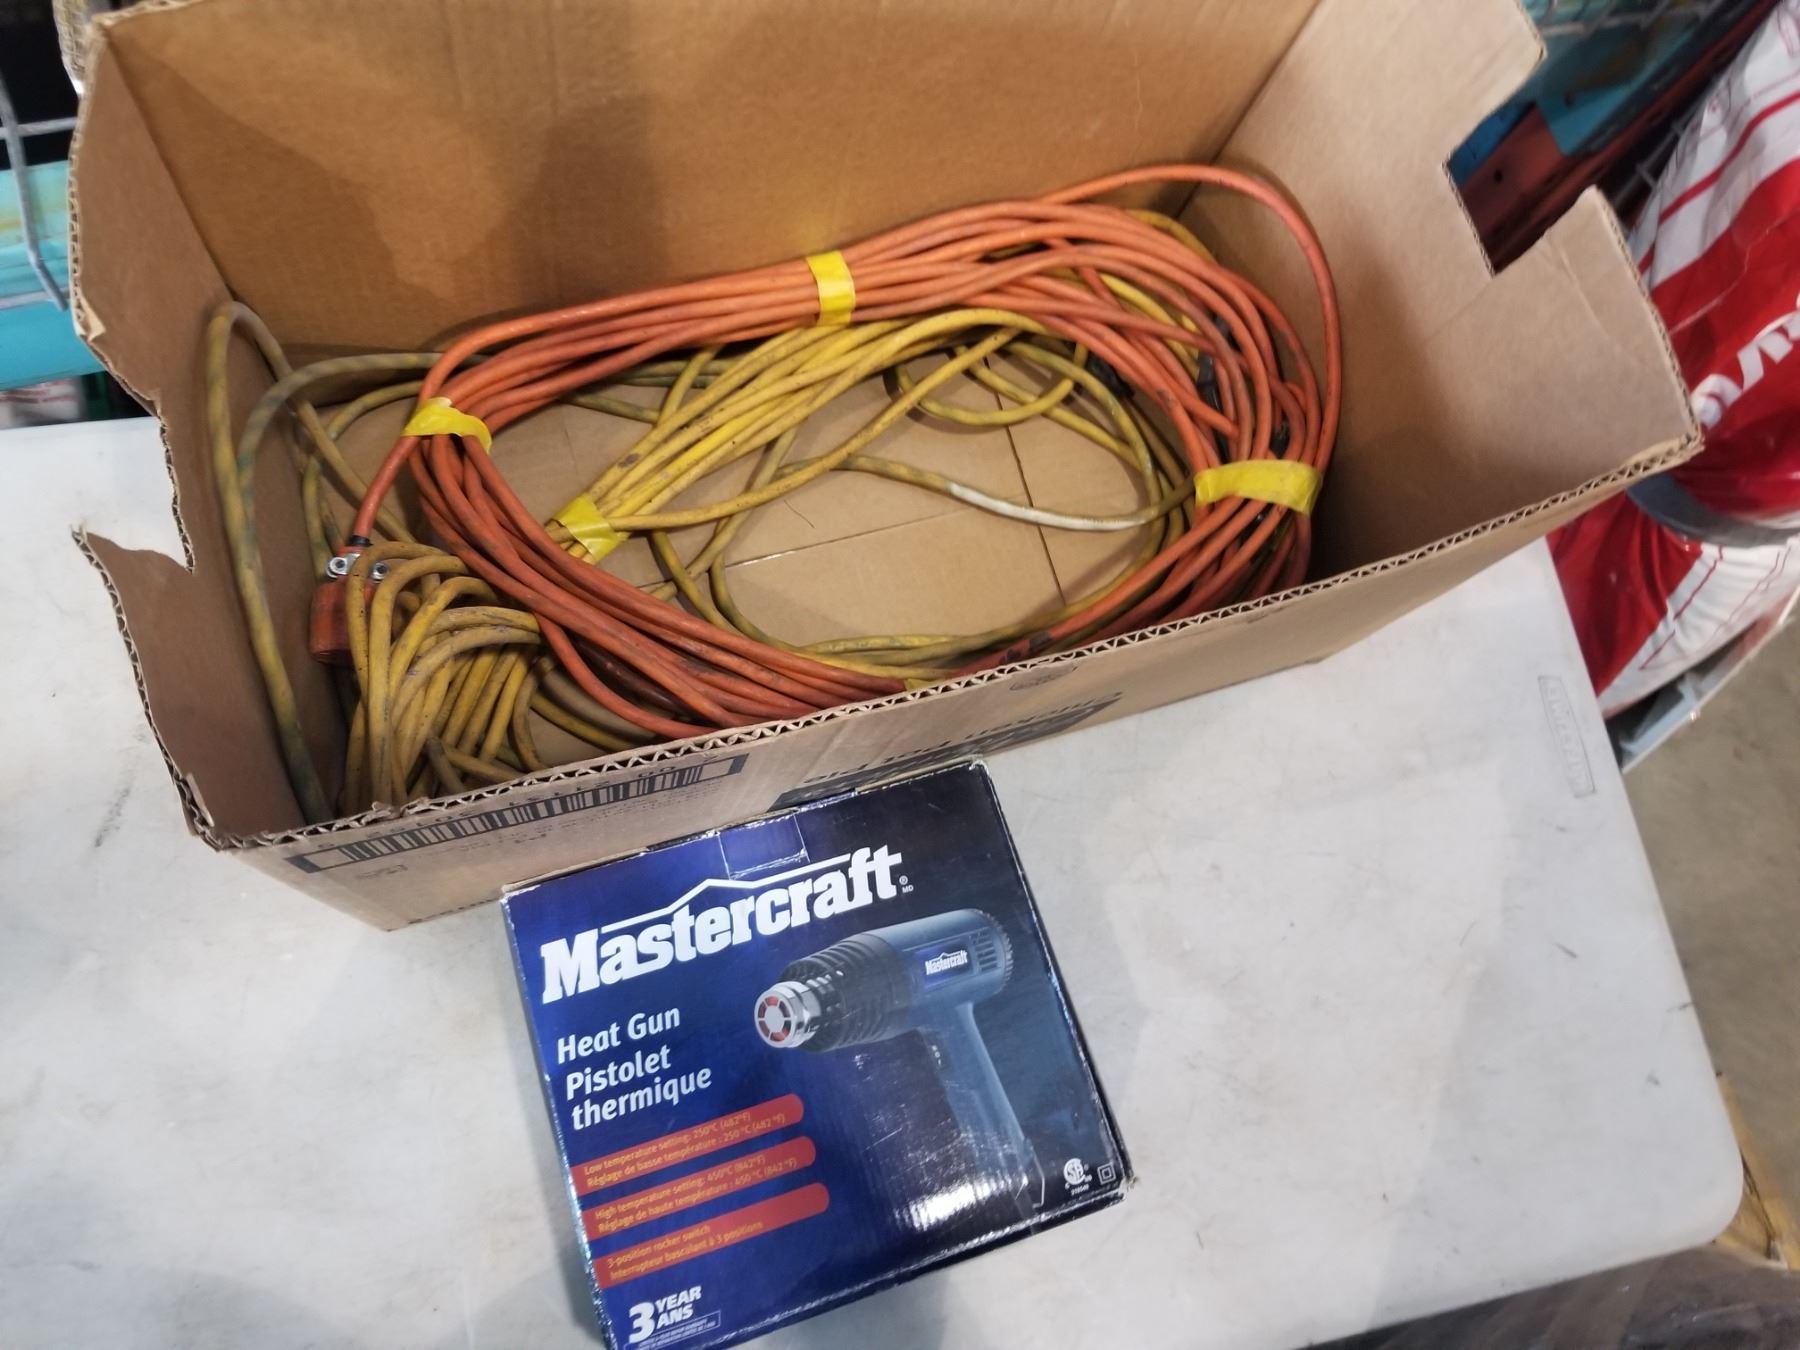 Mastercraft
® MD
Mastercraft
Heat Gun
Pistolet
thermique
Low temperature setting: 250°C (482°F)
Réglage de basse température : 250 °C (482 °F)
High temperature setting: 450°C (842°F)
Réglage de haute température : 450 °C (842 °F)
3-position rocker switch
Interrupteur basculant à 3 positions
3 YEAR
ANS